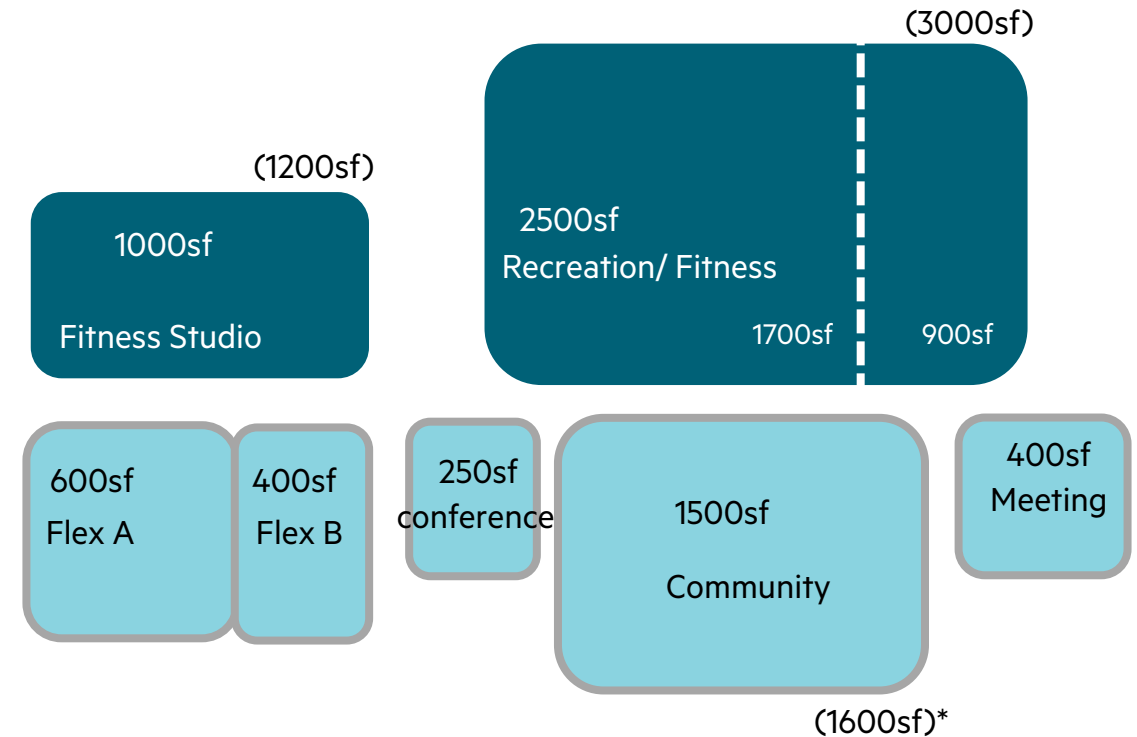 (3000sf)
(1200sf)
1000sf
Fitness Studio
2500sf
Recreation/ Fitness
1700sf
900sf
600sf
Flex A
400sf
Flex B
250sf
conference
1500sf
Community
400sf
Meeting
(1600sf)*